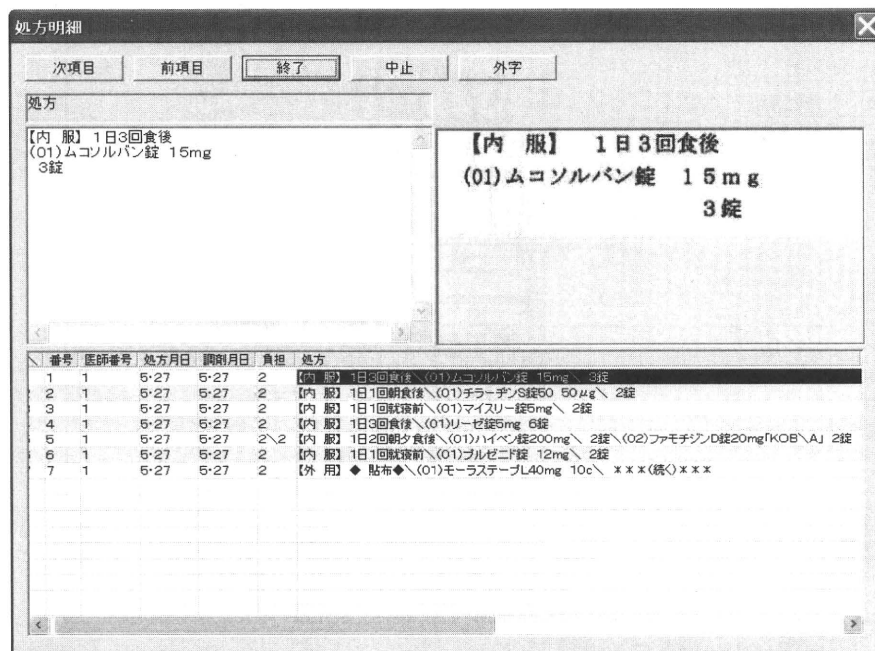 処方明細
次項目 前項目 終了 中止 外字
処方
【内 服】 1日3回食後
(01)ムコソルバン錠 15mg
3錠
【内 服】 1日3回食後
(01)ムコソルバン錠 15mg
3錠
番号 医師番号 処方月日 調剤月日 負担 処方
1 1 5・27 5・27 2 【内 服】 1日3回食後\(01)ムコソルバン錠 15mg\ 3錠
2 1 5・27 5・27 2 【内 服】 1日1回朝食後\(01)チラーヂンS錠50 50μg\ 2錠
3 1 5・27 5・27 2 【内 服】 1日1回就寝前\(01)マイスリー錠5mg\ 2錠
4 1 5・27 5・27 2 【内 服】 1日3回食後\(01)リーゼ錠5mg 6錠
5 1 5・27 5・27 2\2 【内 服】 1日2回朝夕食後\(01)ハイペン錠200mg\ 2錠\(02)ファモチジンD錠20mg「KOB\A」 2錠
6 1 5・27 5・27 2 【内 服】 1日1回就寝前\(01)プルゼニド錠 12mg\ 2錠
7 1 5・27 5・27 2 【外 用】 ◆ 貼布◆\(01)モーラステープL40mg 10c\ ***(続く)***